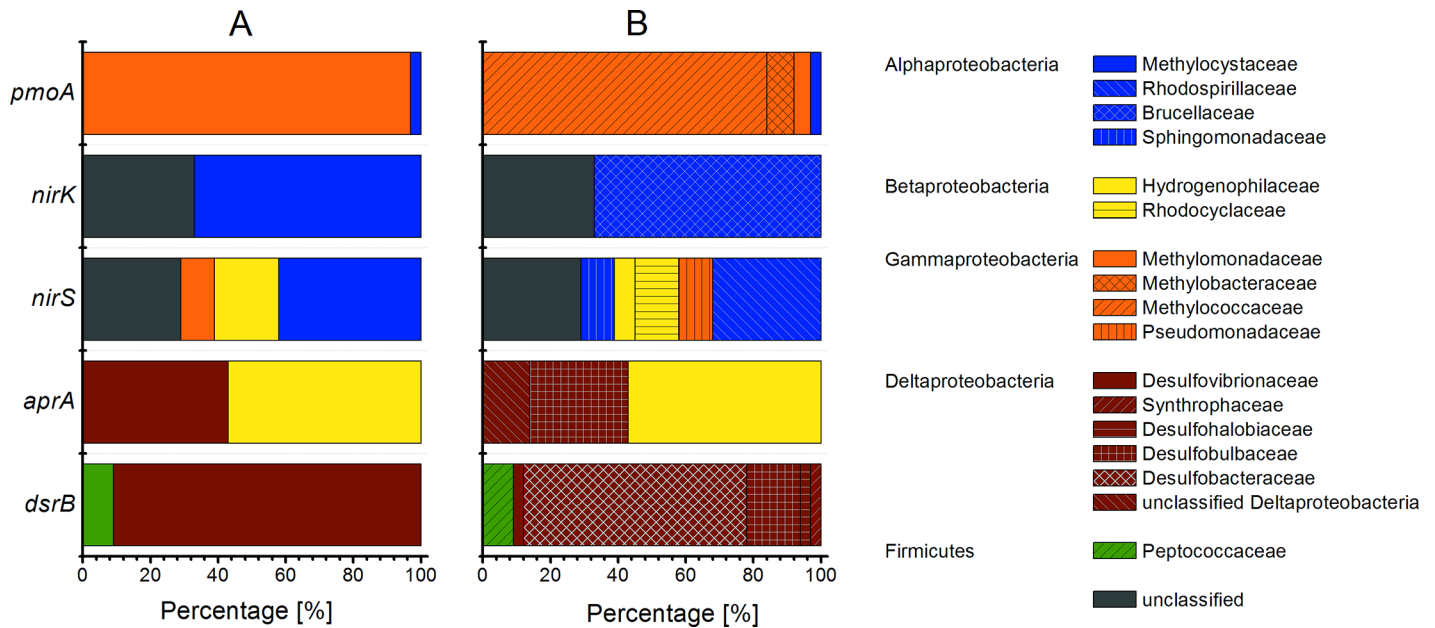 A
B
pmoA
nirK
nirS
aprA
dsrB
0 20 40 60 80 100
0 20 40 60 80 100
Percentage [%]
Percentage [%]
Alphaproteobacteria
Methylocystaceae
Rhodospirillaceae
Brucellaceae
Sphingomonadaceae
Betaproteobacteria
Hydrogenophilaceae
Rhodocyclaceae
Gammaproteobacteria
Methylomonadaceae
Methylobacteraceae
Methylococcaceae
Pseudomonadaceae
Deltaproteobacteria
Desulfovibrionaceae
Synthrophaceae
Desulfohalobiaceae
Desulfobulbaceae
Desulfobacteraceae
unclassified Deltaproteobacteria
Firmicutes
Peptococcaceae
unclassified